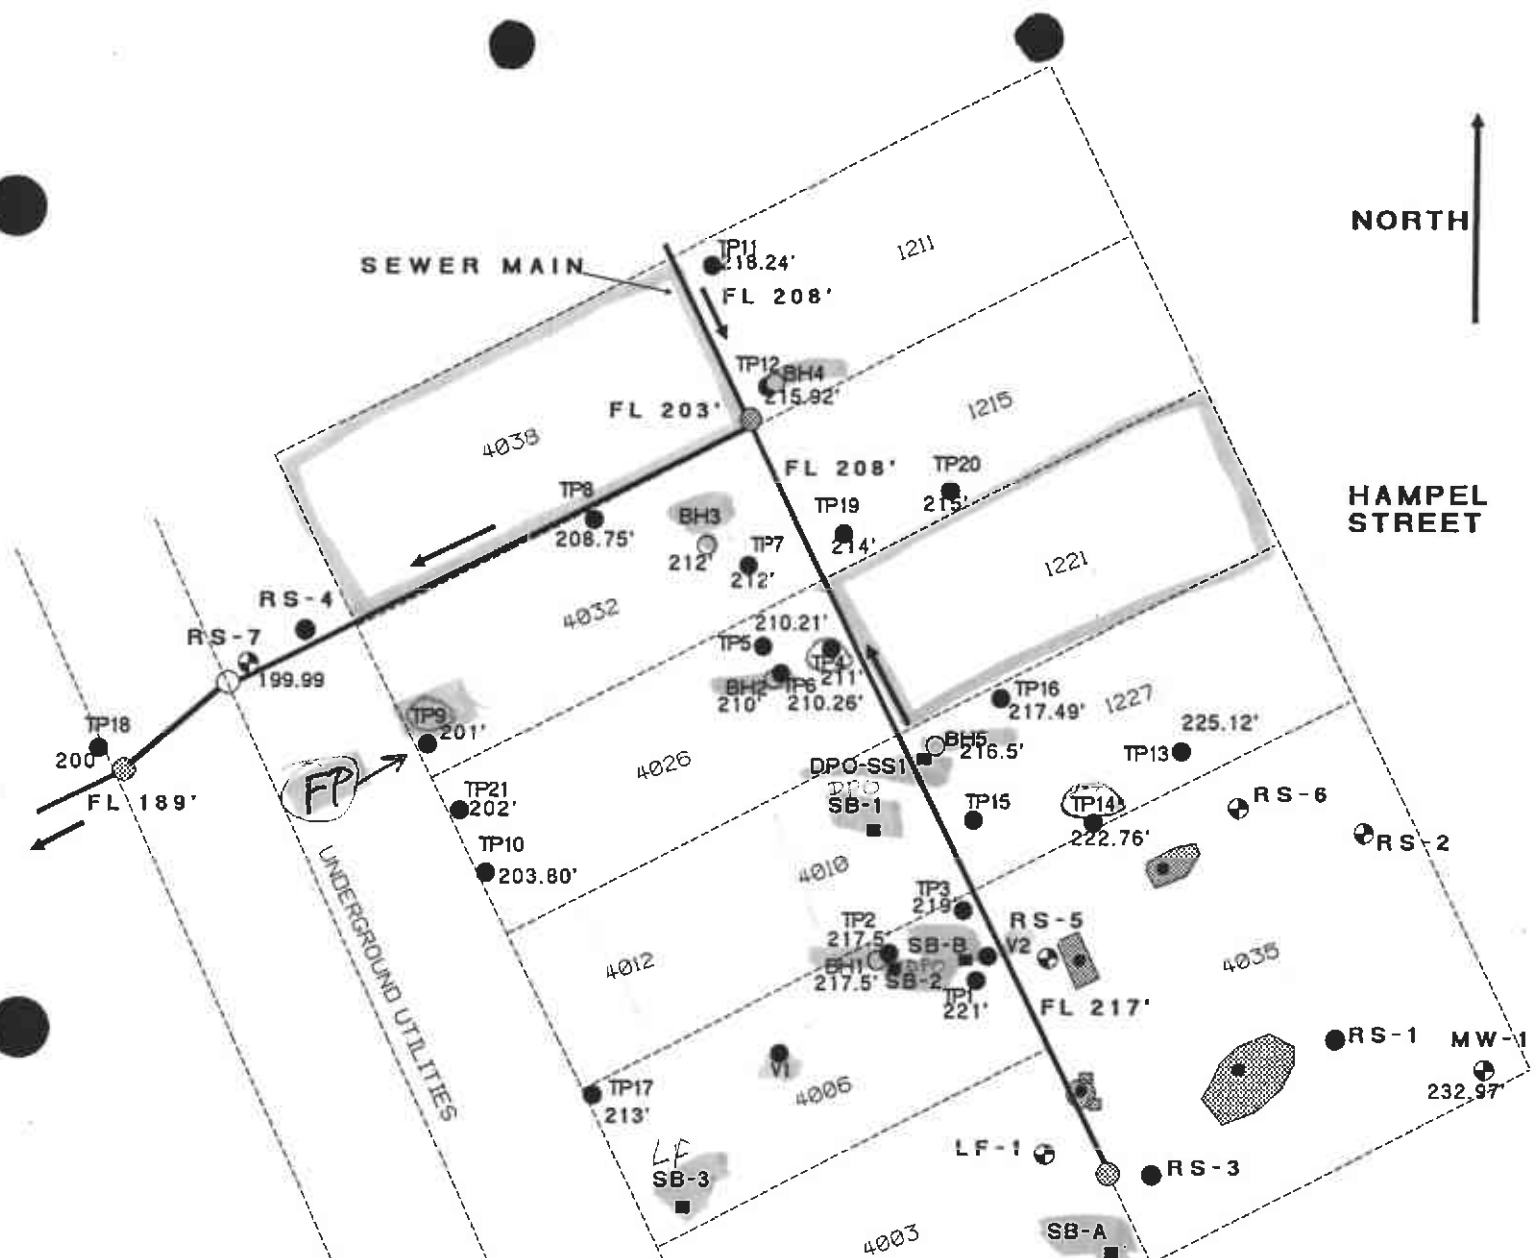 1211
NORTH
TP11
218.24'
SEWER MAIN
FL 208'
TP12
BH4
215.92'
FL 203'
1215
4038
FL 208'
TP20
215'
HAMPEL
STREET
TP8
208.75'
BH3
212'
TP19
214'
TP7
212'
1221
RS-4
4032
210.21'
RS-7
TP5
TP4
211'
199.99
BH2
TP6
210'
210.26'
TP16
217.49'
1227
TP9
201'
TP18
200
225.12'
BH5
216.5'
TP13
4026
DPO-SS1
DPO
SB-1
FP
FL 189'
TP21
202'
TP15
TP14
222.76'
RS-6
RS-2
TP10
203.80'
4010
UNDERGROUND UTILITIES
TP3
219'
TP2
217.5'
RS-5
SB-B
V2
BH1
217.5'
DPO
SB-2
4012
4035
TP1
221'
FL 217'
RS-1
MW-1
232.97'
V1
TP17
213'
4006
LF
SB-3
LF-1
RS-3
4003
SB-A